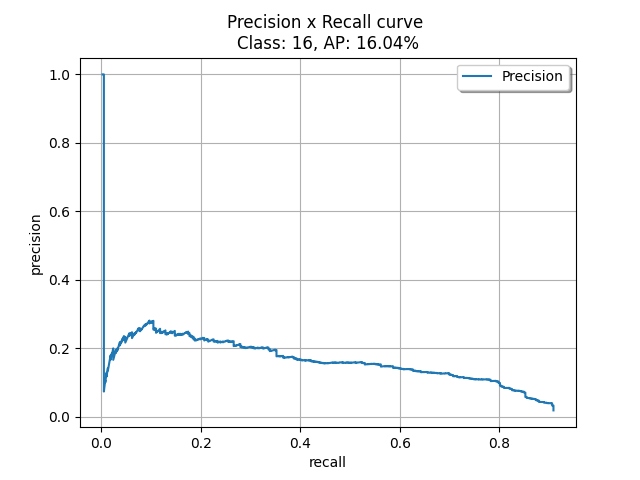 Precision x Recall curve
Class: 16, AP: 16.04%
Precision
1.0
0.8
0.6
0.4
0.2
0.0
precision
0.0 0.2 0.4 0.6 0.8
recall